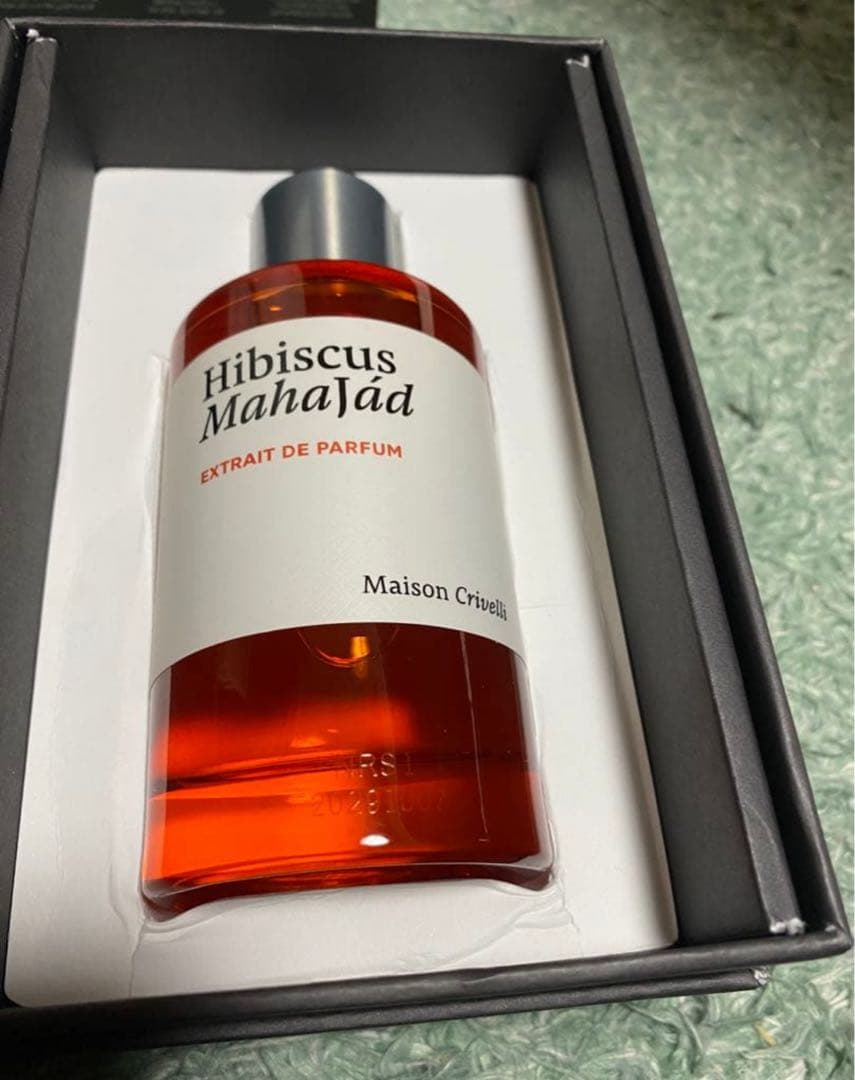 Hibiscus
MahaJád
EXTRAIT DE PARFUM
Maison Crivelli